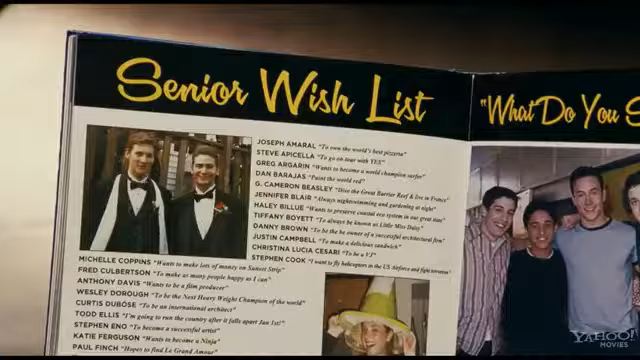 Senior Wish List
JOSEPH AMARAL "To own the world's best pizzeria"
STEVE APICELLA "To go on tour with YES"
GREG ARGARIN "Wants to become a world champion surfer"
DAN BARAJAS "Paint the world red"
G. CAMERON BEASLEY "Dive the Great Barrier Reef & live in France"
JENNIFER BLAIR "Always nightswimming and gardening at night"
HALEY BILLUE "Wants to preserve coastal eco system in our great state"
TIFFANY BOYETT "To always be known as Little Miss Daisy"
DANNY BROWN "To be the owner of a successful architectural firm"
JUSTIN CAMPBELL "To make a delicious sandwich"
CHRISTINA LUCIA CESARI "To be a VJ"
STEPHEN COOK "I want to fly helicopters in the US Airforce and fight
MICHELLE COPPINS "Wants to make lots of money on Sunset Strip"
FRED CULBERTSON "To make as many people happy as I can"
ANTHONY DAVIS "Wants to be a film producer"
WESLEY DOROUGH "To be the Next Heavy Weight Champion of the world"
CURTIS DUBÖSE "To be an international architect"
TODD ELLIS "I'm going to run the country after it falls apart Jan 1st!"
STEPHEN ENO "To become a successful artist"
KATIE FERGUSON "Wants to become a Ninja"
PAUL FINCH "Hopes to find Le Grand Amour"
"What Do You S
YAHOO!
MOVIES